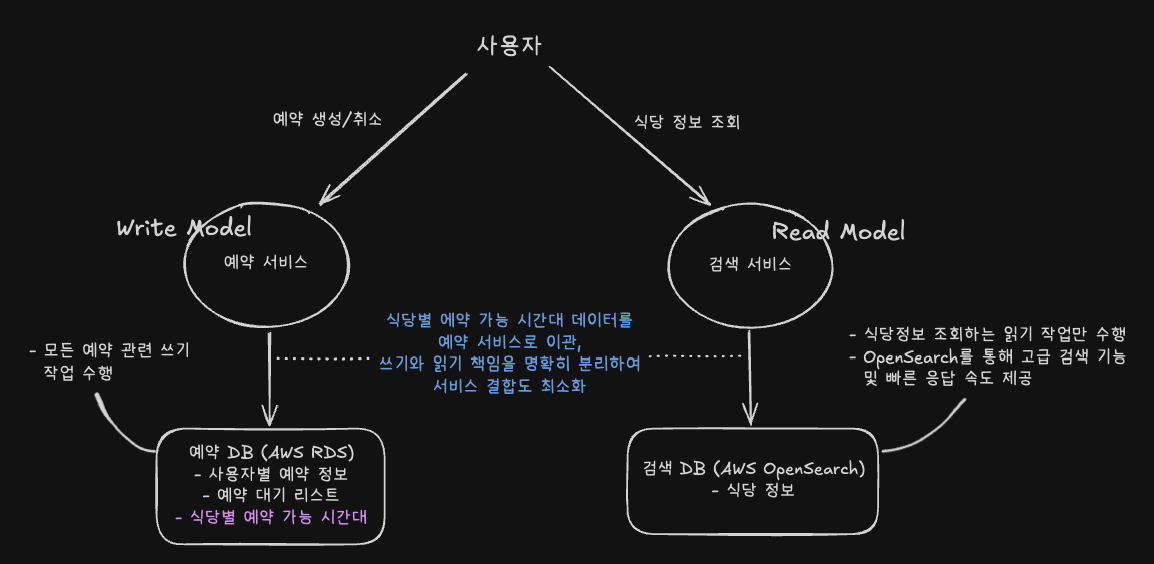 사용자
예약 생성/취소
식당 정보 조회
Write Model
예약 서비스
Read Model
검색 서비스
식당별 에약 가능 시간대 데이터를
예약 서비스로 이관,
쓰기와 읽기 책임을 명확히 분리하여
서비스 결합도 최소화
- 모든 예약 관련 쓰기
작업 수행
- 식당정보 조회하는 읽기 작업만 수행
- OpenSearch를 통해 고급 검색 기능
및 빠른 응답 속도 제공
예약 DB (AWS RDS)
- 사용자별 예약 정보
- 예약 대기 리스트
- 식당별 예약 가능 시간대
검색 DB (AWS OpenSearch)
- 식당 정보